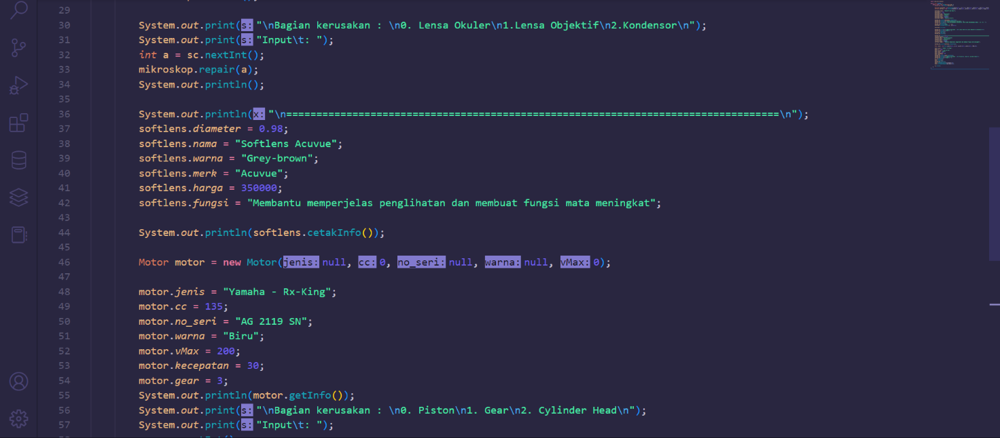 29
30 System.out.print(s: "\nBagian kerusakan : \n0. Lensa Okuler\n1.Lensa Objektif\n2.Kondensor\n");
31 System.out.print(s: "Input\t: ");
32 int a = sc.nextInt();
33 mikroskop.repair(a);
34 System.out.println();
35
36 System.out.println(x: "\n==================================================================================\n");
37 softlens.diameter = 0.98;
38 softlens.nama = "Softlens Acuvue";
39 softlens.warna = "Grey-brown";
40 softlens.merk = "Acuvue";
41 softlens.harga = 350000;
42 softlens.fungsi = "Membantu memperjelas penglihatan dan membuat fungsi mata meningkat";
43
44 System.out.println(softlens.cetakInfo());
45
46 Motor motor = new Motor(jenis: null, cc: 0, no_seri: null, warna: null, vMax: 0);
47
48 motor.jenis = "Yamaha - Rx-King";
49 motor.cc = 135;
50 motor.no_seri = "AG 2119 SN";
51 motor.warna = "Biru";
52 motor.vMax = 200;
53 motor.kecepatan = 30;
54 motor.gear = 3;
55 System.out.println(motor.getInfo());
56 System.out.print(s: "\nBagian kerusakan : \n0. Piston\n1. Gear\n2. Cylinder Head\n");
57 System.out.print(s: "Input\t: ");